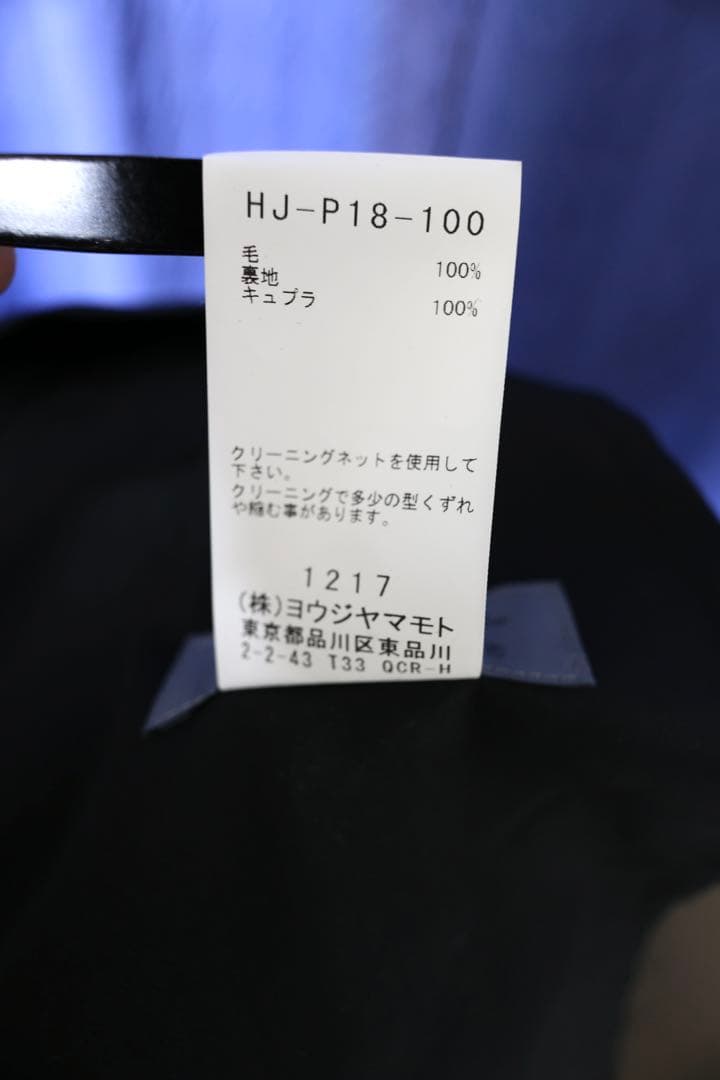 HJ-P18-100
毛 100%
裏地
キュプラ 100%
クリーニングネットを使用して
下さい。
クリーニングで多少の型くずれ
や縮む事があります。
1217
(株)ヨウジヤマモト
東京都品川区東品川
2-2-43 T33 QCR-H